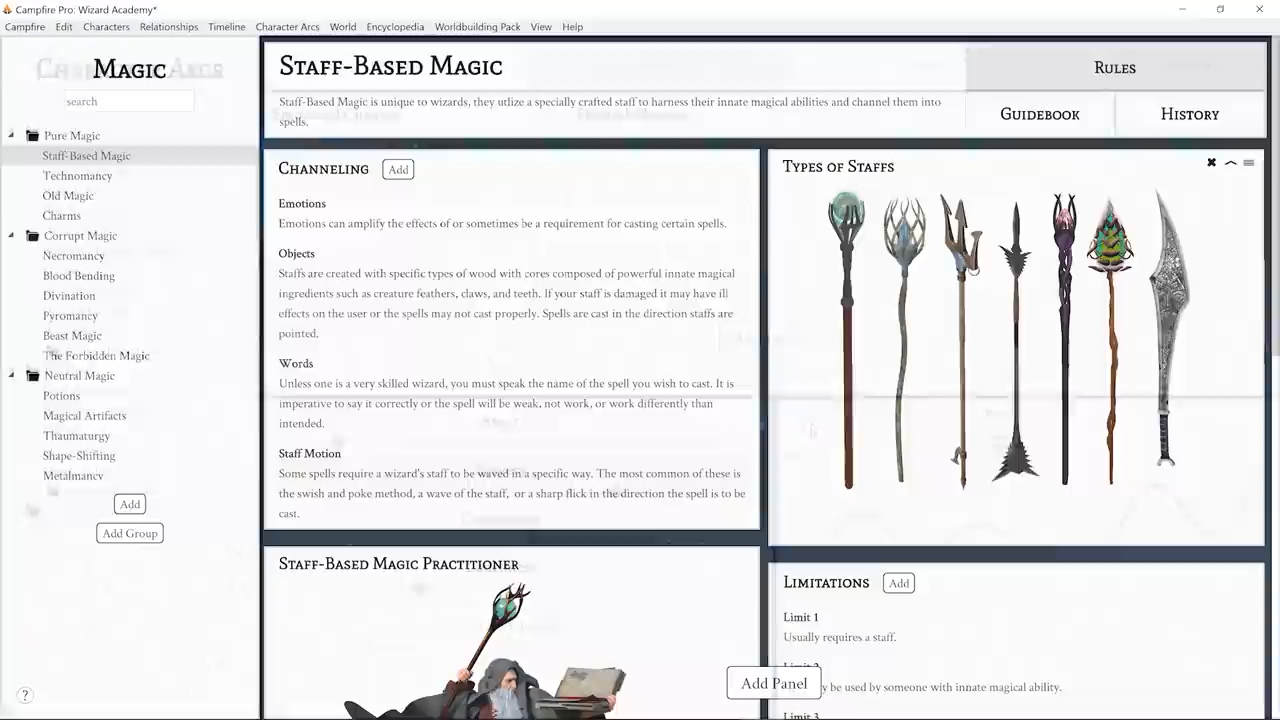 Campfire Pro: Wizard Academy*
Campfire Edit Characters Relationships Timeline Character Arcs World Encyclopedia Worldbuilding Pack View Help
Magic
search
Pure Magic
Staff-Based Magic
Technomancy
Old Magic
Charms
Corrupt Magic
Necromancy
Blood Bending
Divination
Pyromancy
Beast Magic
The Forbidden Magic
Neutral Magic
Potions
Magical Artifacts
Thaumaturgy
Shape-Shifting
Metalmancy
Add
Add Group
?
Staff-Based Magic
Staff-Based Magic is unique to wizards, they utlize a specially crafted staff to harness their innate magical abilities and channel them into
spells.
Rules
Guidebook
History
Channeling
Add
Emotions
Emotions can amplify the effects of or sometimes be a requirement for casting certain spells.
Objects
Staffs are created with specific types of wood with cores composed of powerful innate magical
ingredients such as creature feathers, claws, and teeth. If your staff is damaged it may have ill
effects on the user or the spells may not cast properly. Spells are cast in the direction staffs are
pointed.
Words
Unless one is a very skilled wizard, you must speak the name of the spell you wish to cast. It is
imperative to say it correctly or the spell will be weak, not work, or work differently than
intended.
Staff Motion
Some spells require a wizard's staff to be waved in a specific way. The most common of these is
the swish and poke method, a wave of the staff, or a sharp flick in the direction the spell is to be
cast.
Staff-Based Magic Practitioner
Types of Staffs
Limitations
Add
Limit 1
Usually requires a staff.
be used by someone with innate magical ability.
Limit 3
Add Panel